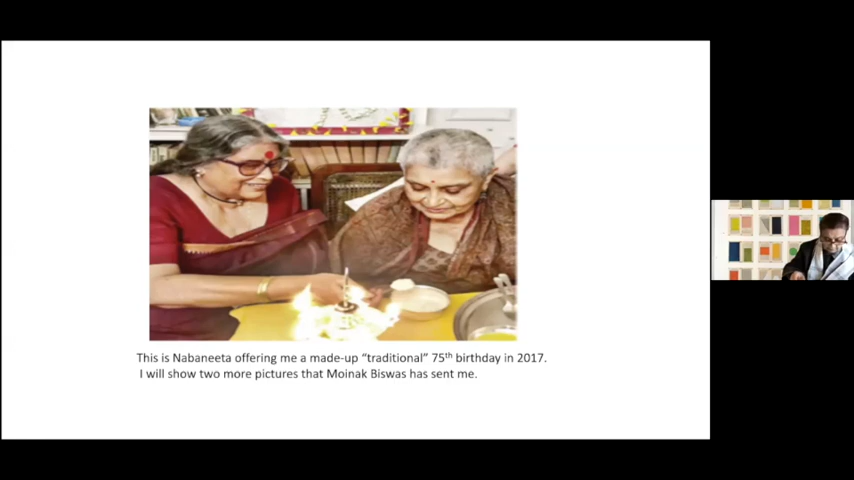 This is Nabaneeta offering me a made-up “traditional” 75th birthday in 2017.
I will show two more pictures that Moinak Biswas has sent me.